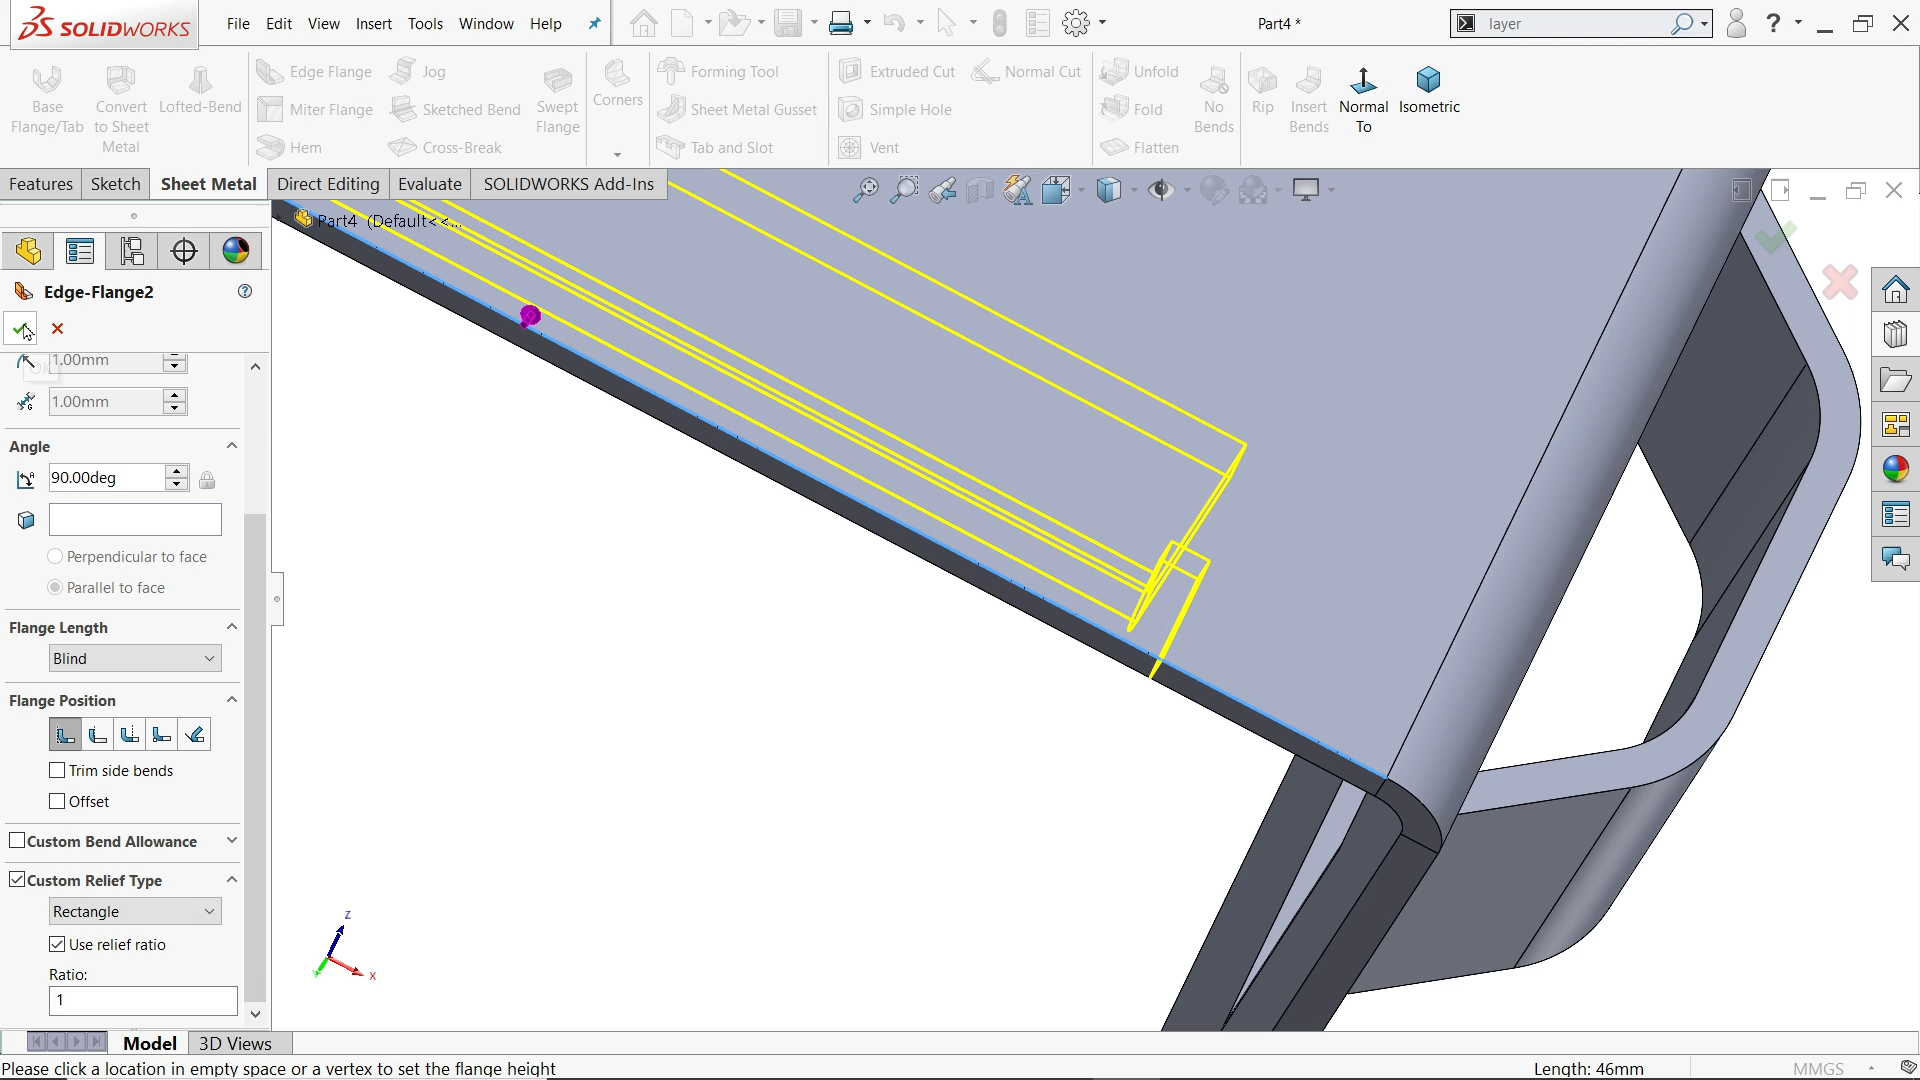 SOLIDWORKS
File Edit View Insert Tools Window Help
Part4 *
layer
?
Base Flange/Tab
Convert to Sheet Metal
Lofted-Bend
Edge Flange
Miter Flange
Hem
Jog
Sketched Bend
Cross-Break
Swept Flange
Corners
Forming Tool
Sheet Metal Gusset
Tab and Slot
Extruded Cut
Simple Hole
Vent
Normal Cut
Unfold
Fold
Flatten
No Bends
Rip
Insert Bends
Normal To
Isometric
Features Sketch Sheet Metal Direct Editing Evaluate SOLIDWORKS Add-Ins
Part4 (Default<<...
Edge-Flange2
1.00mm
1.00mm
Angle
90.00deg
Perpendicular to face
Parallel to face
Flange Length
Blind
Flange Position
Trim side bends
Offset
Custom Bend Allowance
Custom Relief Type
Rectangle
Use relief ratio
Ratio:
1
z
x
Model 3D Views
Please click a location in empty space or a vertex to set the flange height
Length: 46mm
MMGS